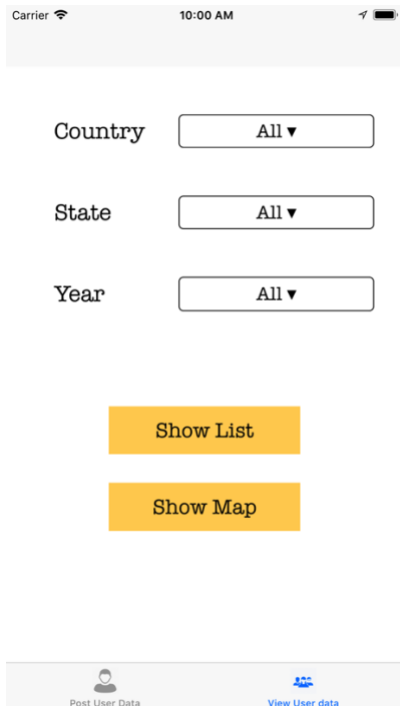 Carrier 10:00 AM
Country All ▾
State All ▾
Year All ▾
Show List
Show Map
Post User Data View User data